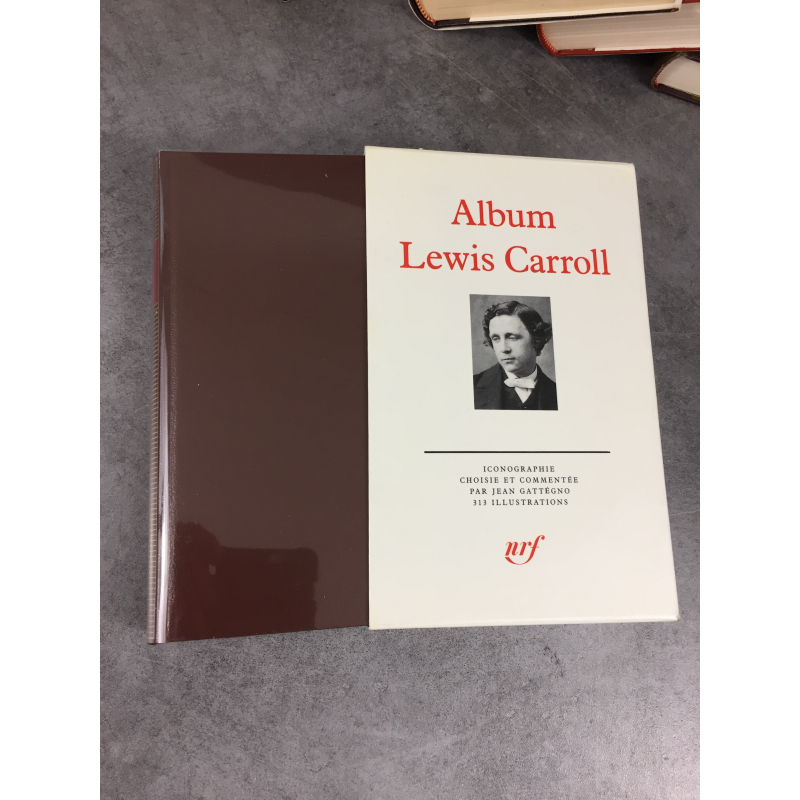 Album
Lewis Carroll
ICONOGRAPHIE
CHOISIE ET COMMENTÉE
PAR JEAN GATTÉGNO
313 ILLUSTRATIONS
nrf